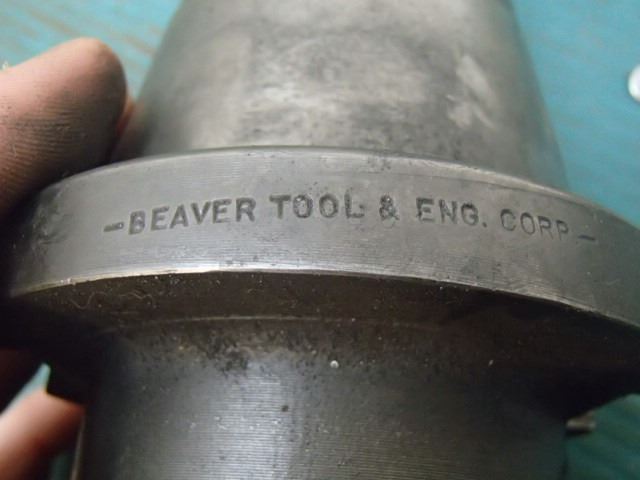 -BEAVER TOOL & ENG. CORP.-